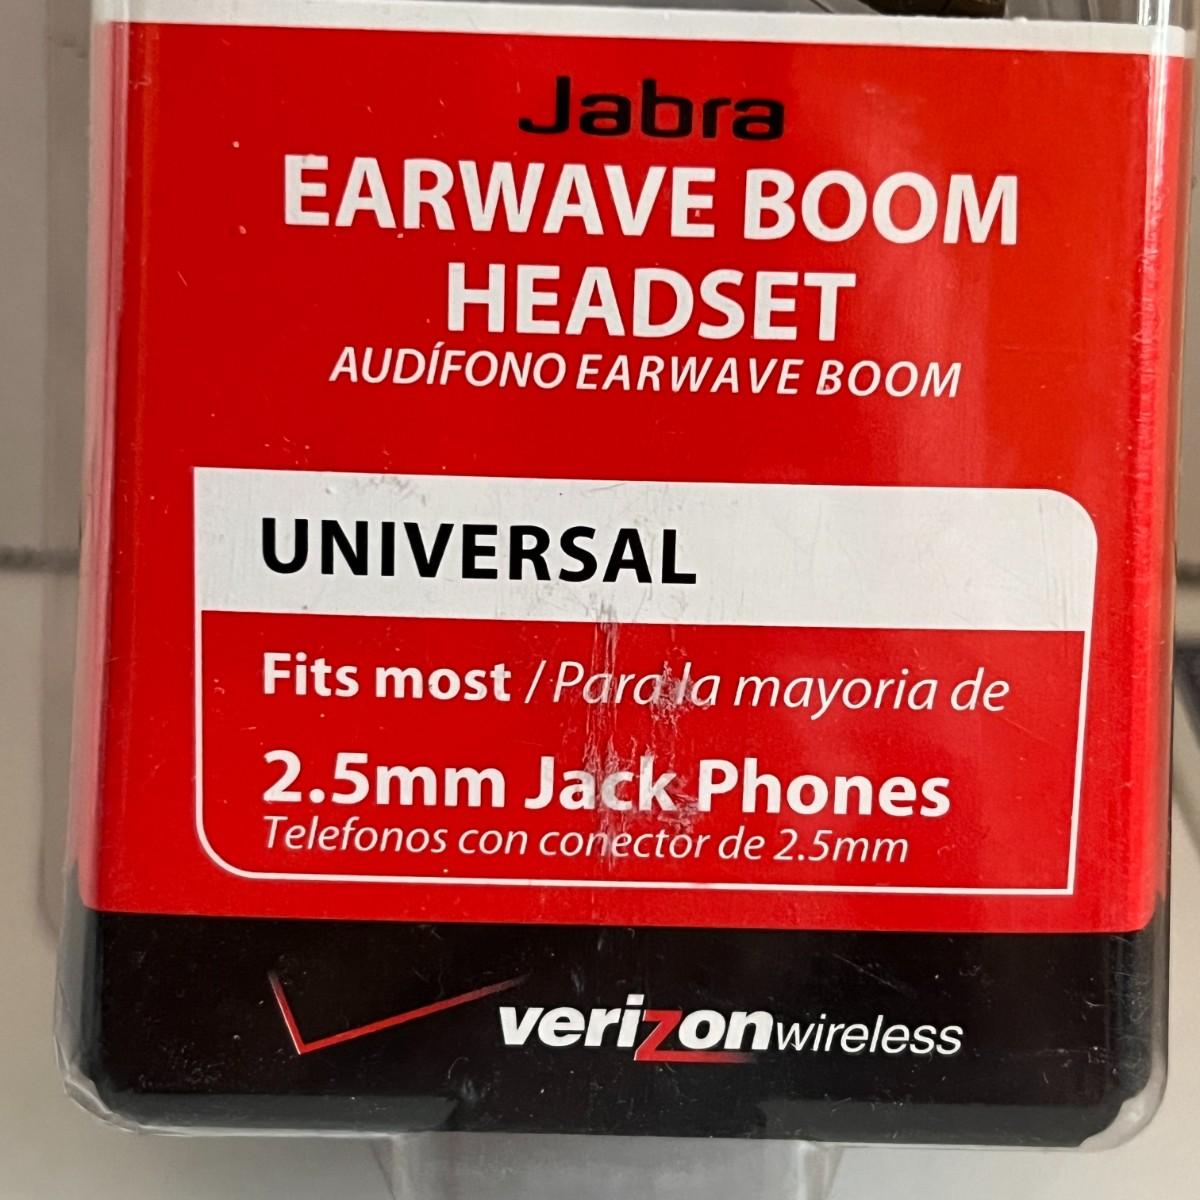 Jabra
EARWAVE BOOM
HEADSET
AUDÍFONO EARWAVE BOOM
UNIVERSAL
Fits most / Para la mayoria de
2.5mm Jack Phones
Telefonos con conector de 2.5mm
verizonwireless